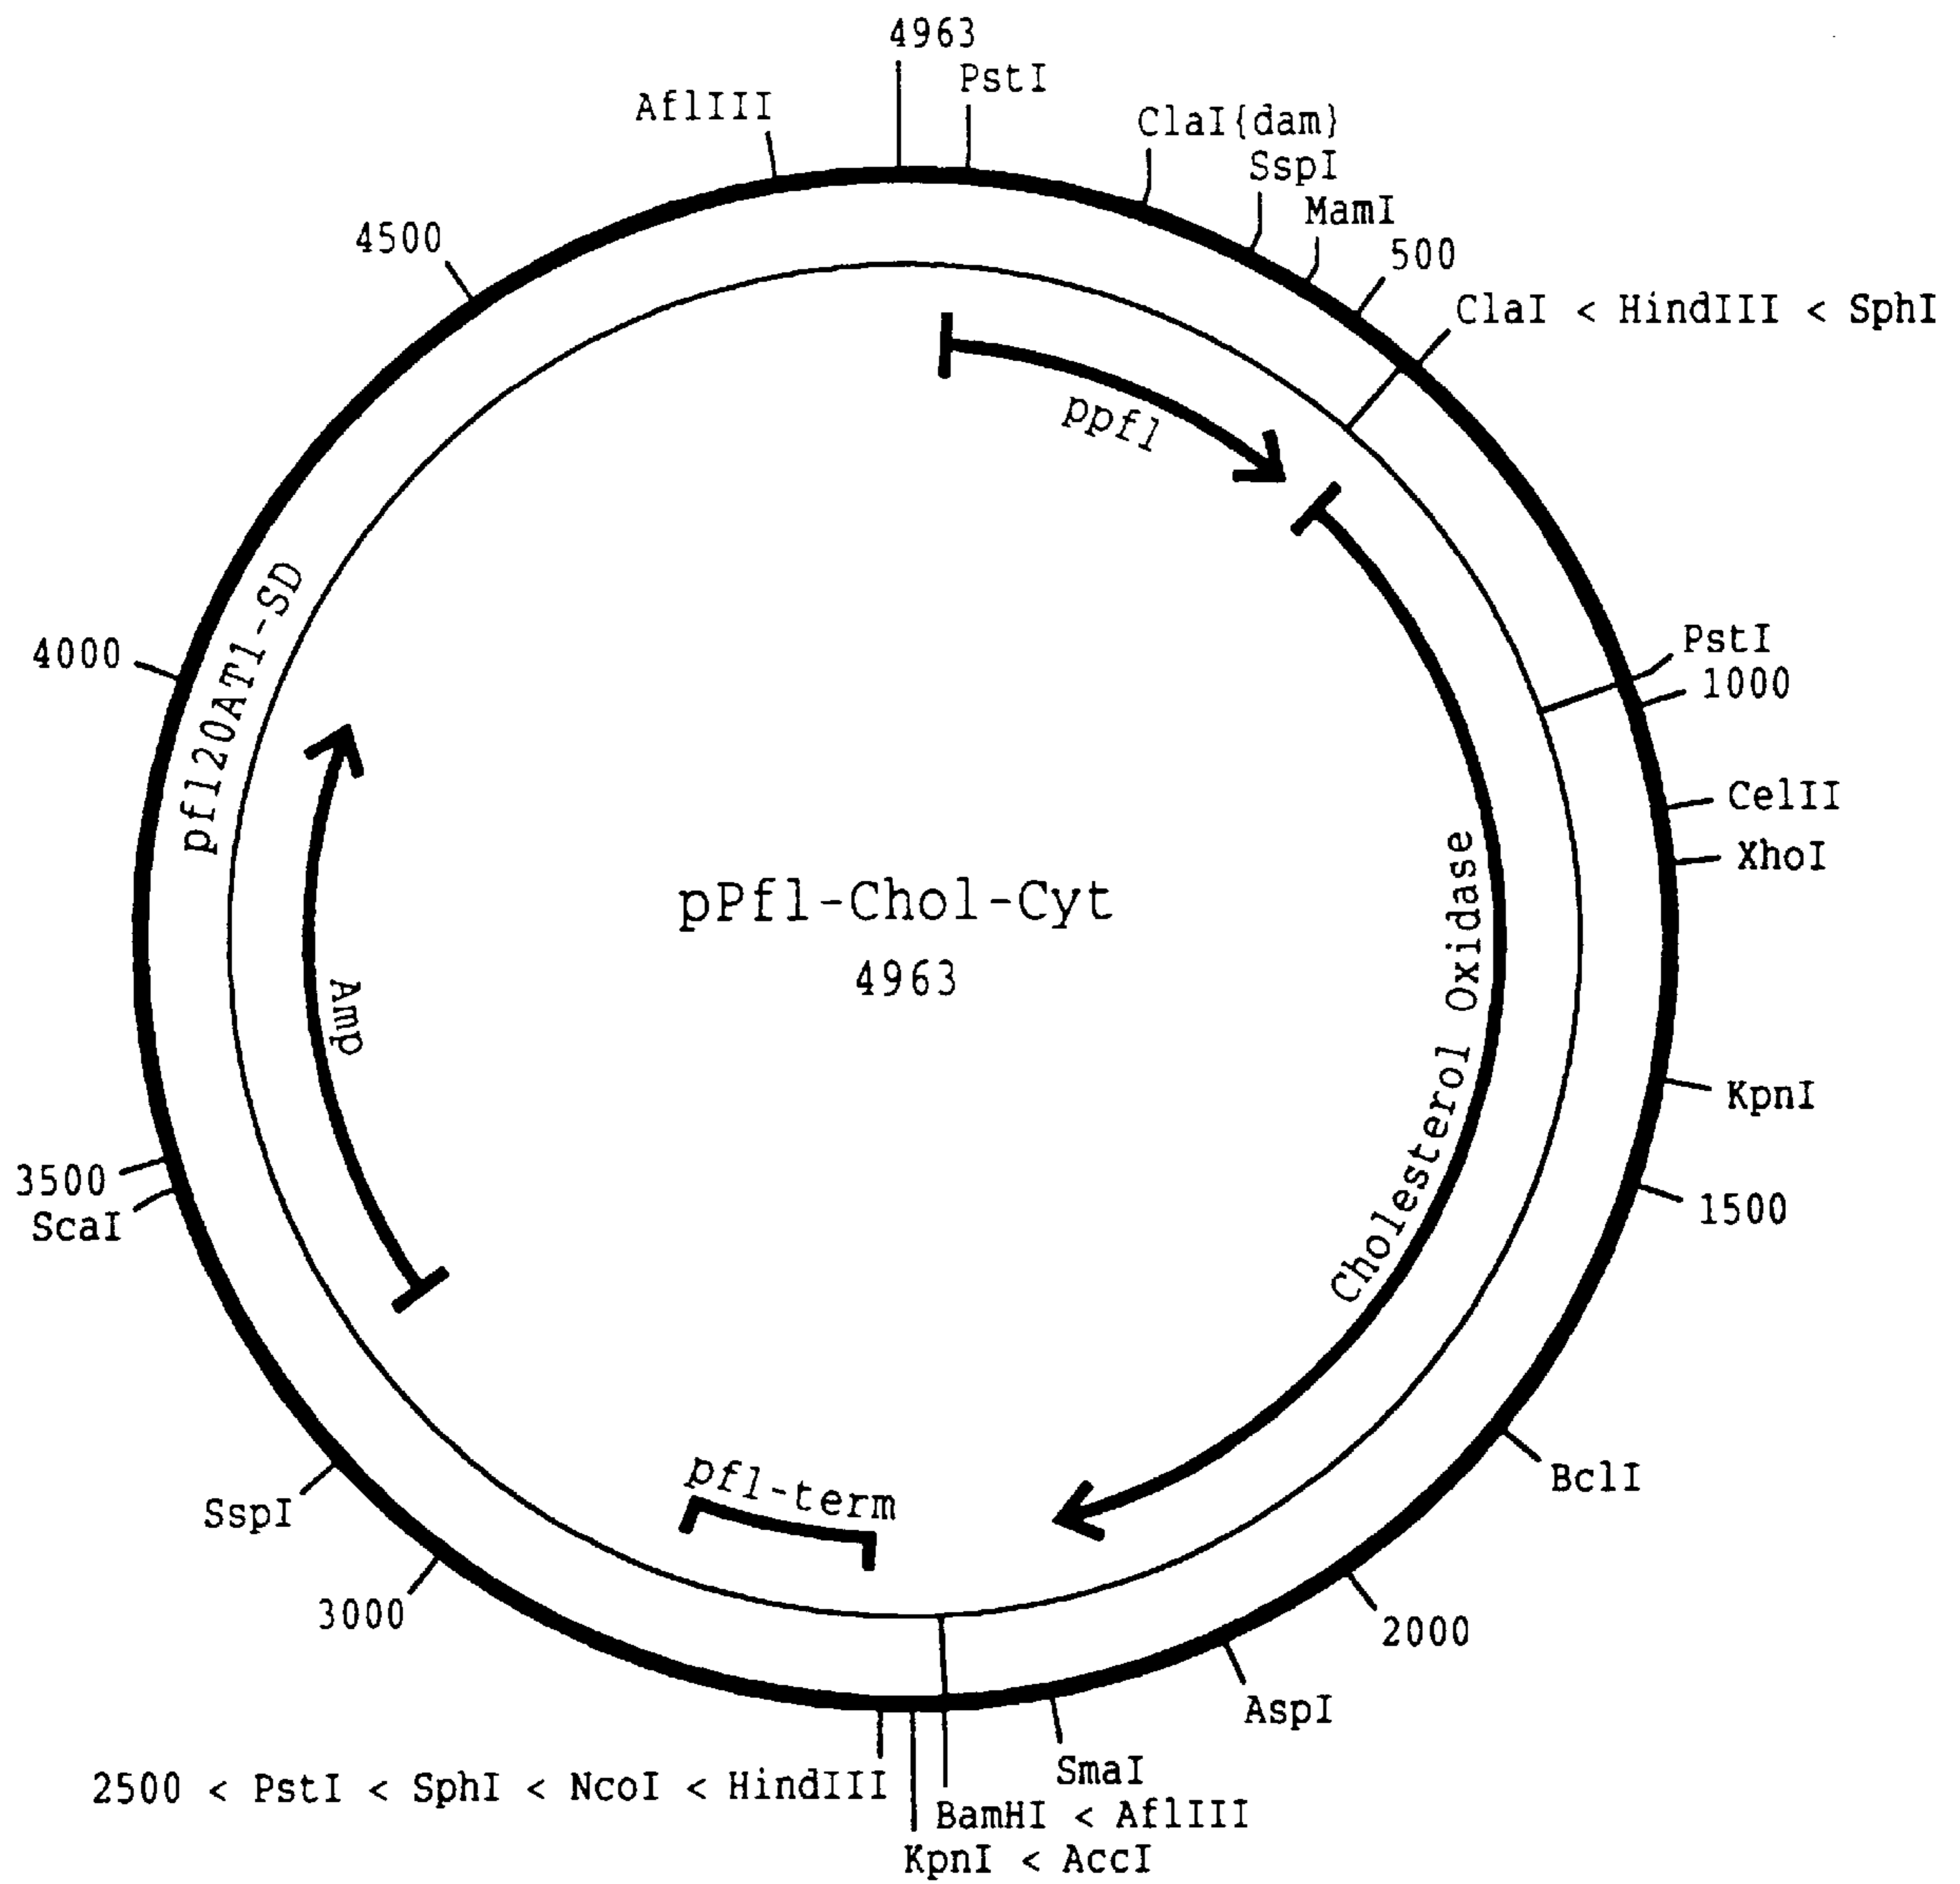 4963
PstI
AflIII
ClaI{dam}
SspI
MamI
4500
500
ClaI < HindIII < SphI
ppfl
pfl20AT1-SD
4000
PstI
1000
CelII
XhoI
pPfl-Chol-Cyt
4963
Cholesterol Oxidase
Amp
KpnI
3500
ScaI
1500
BclI
SspI
pfl-term
3000
2000
AspI
SmaI
2500 < PstI < SphI < NcoI < HindIII
BamHI < AflIII
KpnI < AccI